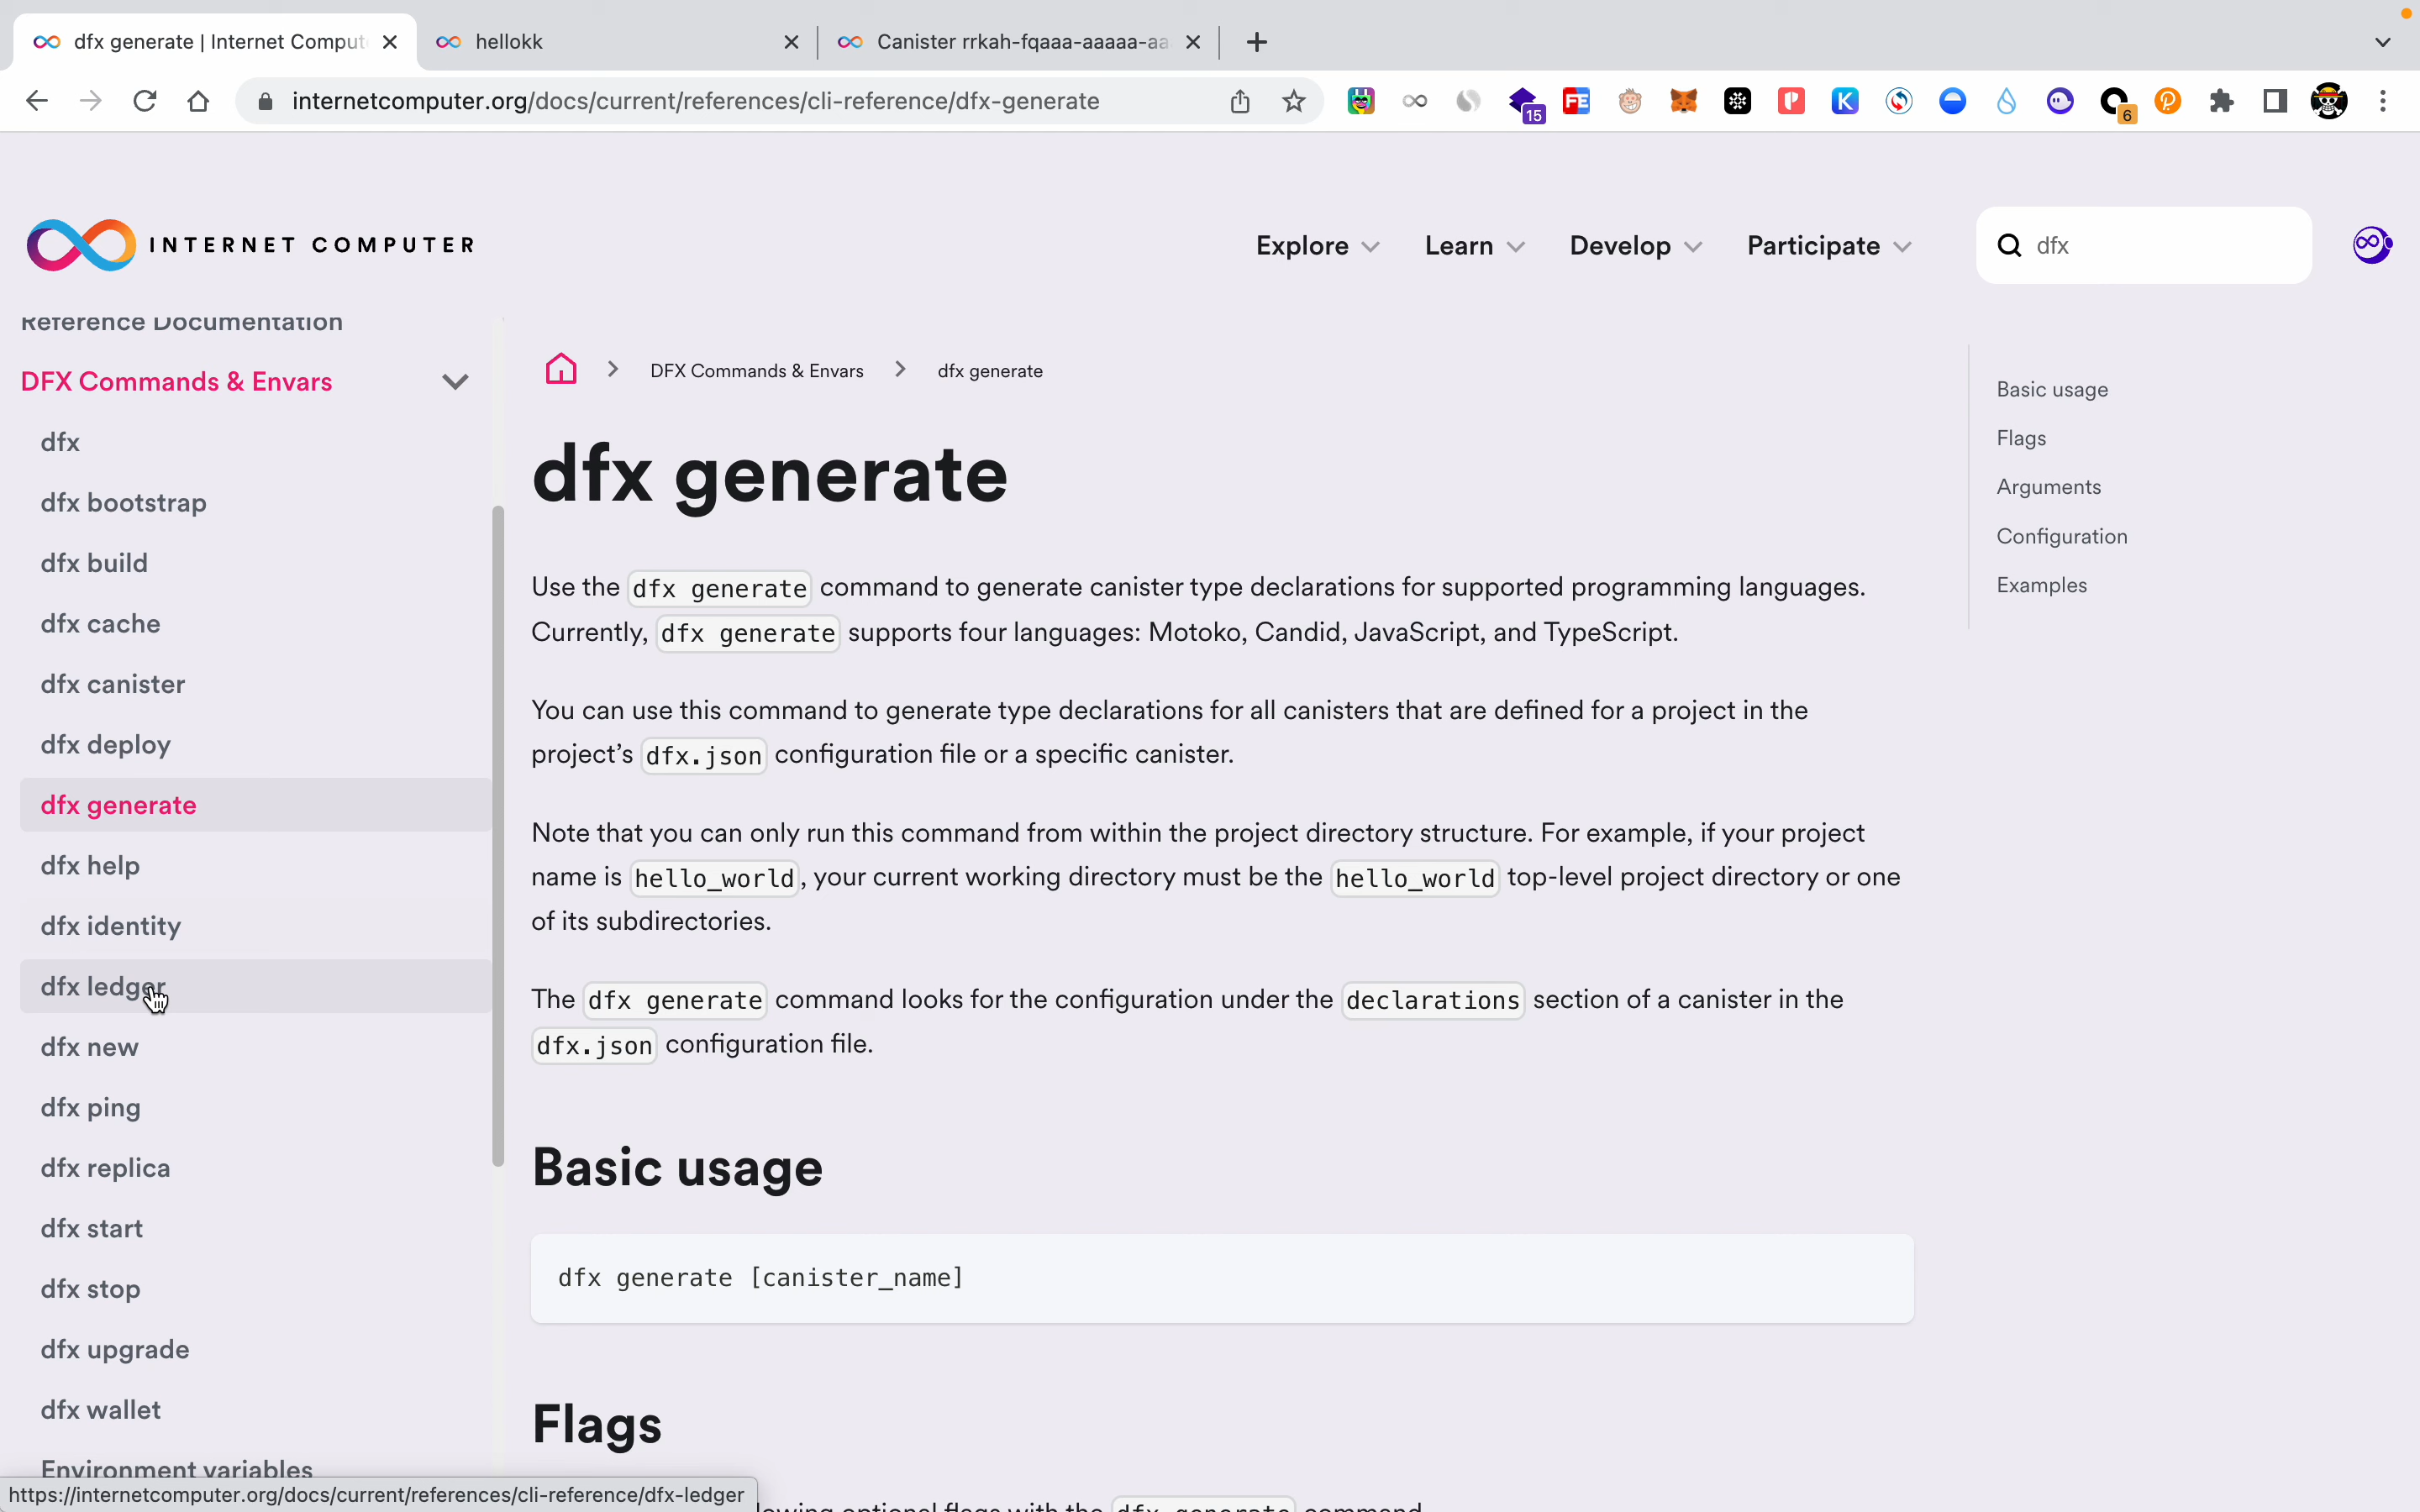 dfx generate | Internet Comput
hellokk
Canister rrkah-fqaaa-aaaaa-aa
internetcomputer.org/docs/current/references/cli-reference/dfx-generate
15
FE
K
6
INTERNET COMPUTER
Explore
Learn
Develop
Participate
dfx
Reference Documentation
DFX Commands & Envars
dfx
dfx bootstrap
dfx build
dfx cache
dfx canister
dfx deploy
dfx generate
dfx help
dfx identity
dfx ledger
dfx new
dfx ping
dfx replica
dfx start
dfx stop
dfx upgrade
dfx wallet
Environment variables
https://internetcomputer.org/docs/current/references/cli-reference/dfx-ledger
DFX Commands & Envars
dfx generate
dfx generate
Use the dfx generate command to generate canister type declarations for supported programming languages.
Currently, dfx generate supports four languages: Motoko, Candid, JavaScript, and TypeScript.
You can use this command to generate type declarations for all canisters that are defined for a project in the
project’s dfx.json configuration file or a specific canister.
Note that you can only run this command from within the project directory structure. For example, if your project
name is hello_world, your current working directory must be the hello_world top-level project directory or one
of its subdirectories.
The dfx generate command looks for the configuration under the declarations section of a canister in the
dfx.json configuration file.
Basic usage
dfx generate [canister_name]
Flags
optional flags with the dfx generate command
Basic usage
Flags
Arguments
Configuration
Examples